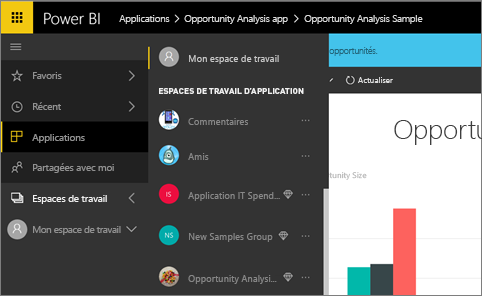 Power BI Applications > Opportunity Analysis app > Opportunity Analysis Sample
Favoris
Récent
Applications
Partagées avec moi
Espaces de travail
Mon espace de travail
Mon espace de travail
ESPACES DE TRAVAIL D'APPLICATION
Commentaires ...
Amis ...
IS Application IT Spend... ...
NS New Samples Group ...
Opportunity Analysi... ...
opportunités.
Actualiser
Opport
tunity Size